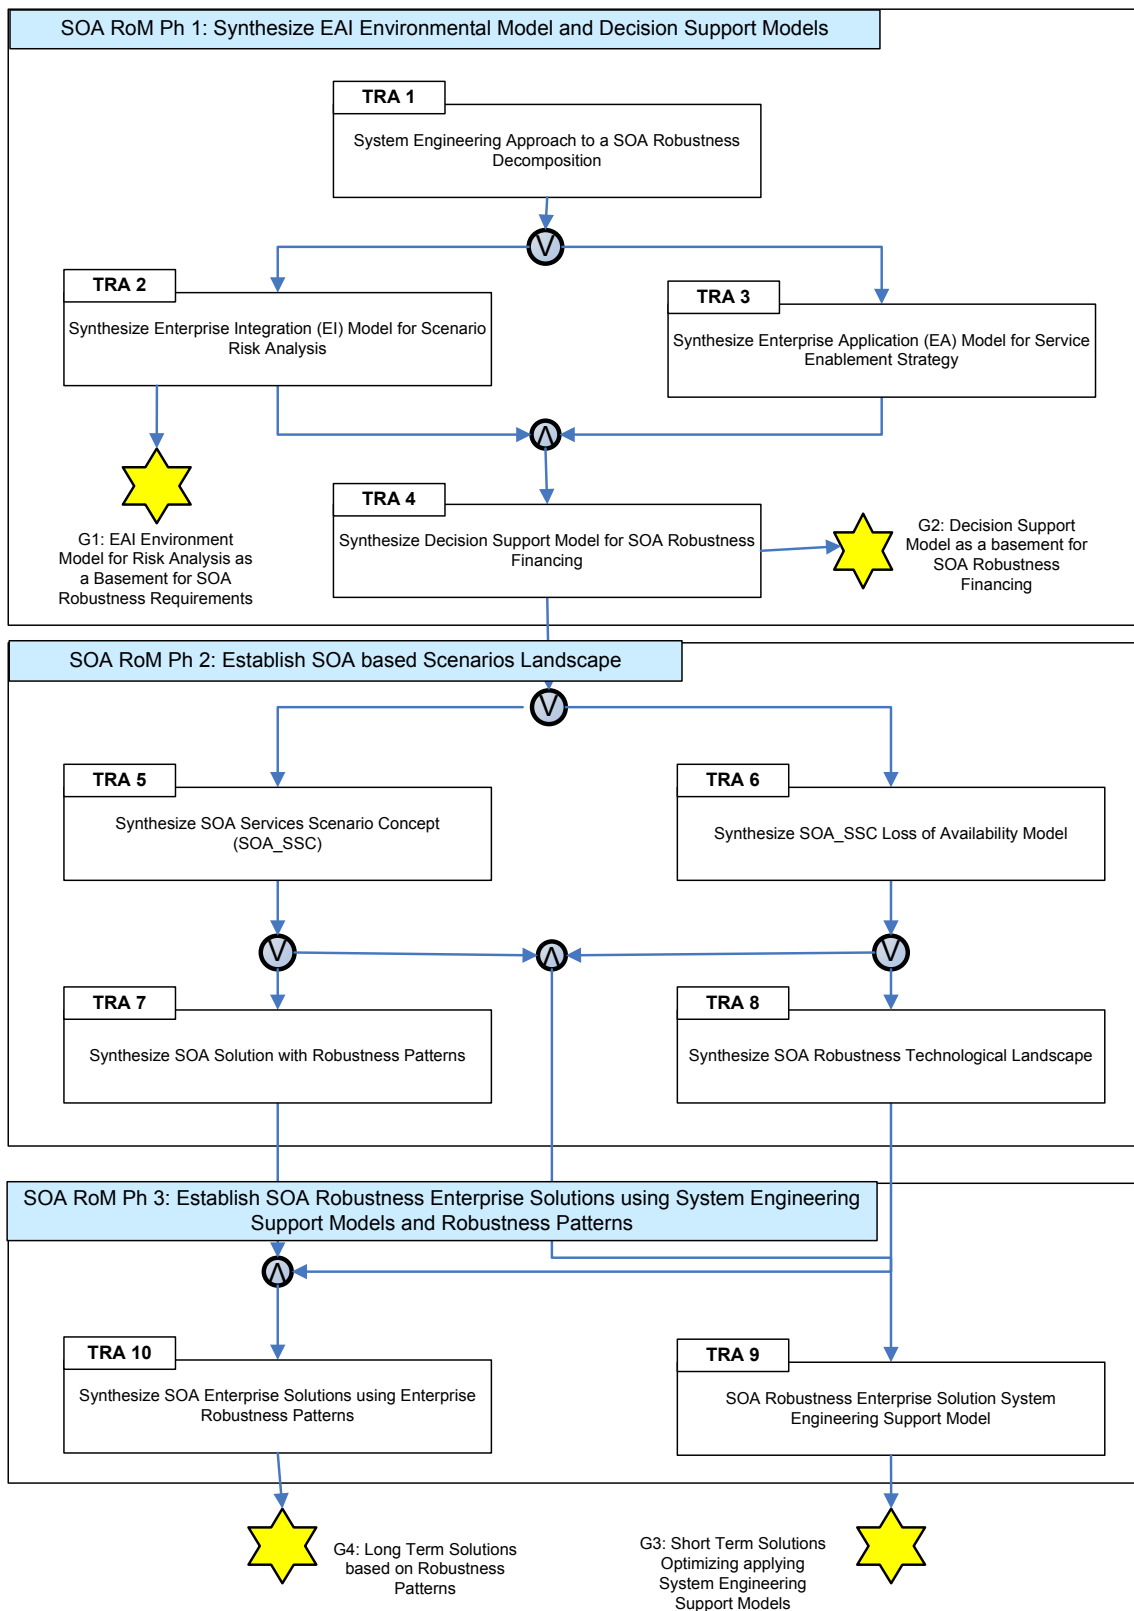 SOA RoM Ph 1: Synthesize EAI Environmental Model and Decision Support Models
TRA 1
System Engineering Approach to a SOA Robustness
Decomposition
V
TRA 2
Synthesize Enterprise Integration (EI) Model for Scenario
Risk Analysis
TRA 3
Synthesize Enterprise Application (EA) Model for Service
Enablement Strategy
Λ
TRA 4
Synthesize Decision Support Model for SOA Robustness
Financing
G1: EAI Environment
Model for Risk Analysis as
a Basement for SOA
Robustness Requirements
G2: Decision Support
Model as a basement for
SOA Robustness
Financing
SOA RoM Ph 2: Establish SOA based Scenarios Landscape
V
TRA 5
Synthesize SOA Services Scenario Concept
(SOA_SSC)
TRA 6
Synthesize SOA_SSC Loss of Availability Model
V
Λ
V
TRA 7
Synthesize SOA Solution with Robustness Patterns
TRA 8
Synthesize SOA Robustness Technological Landscape
SOA RoM Ph 3: Establish SOA Robustness Enterprise Solutions using System Engineering
Support Models and Robustness Patterns
Λ
TRA 10
Synthesize SOA Enterprise Solutions using Enterprise
Robustness Patterns
TRA 9
SOA Robustness Enterprise Solution System
Engineering Support Model
G4: Long Term Solutions
based on Robustness
Patterns
G3: Short Term Solutions
Optimizing applying
System Engineering
Support Models